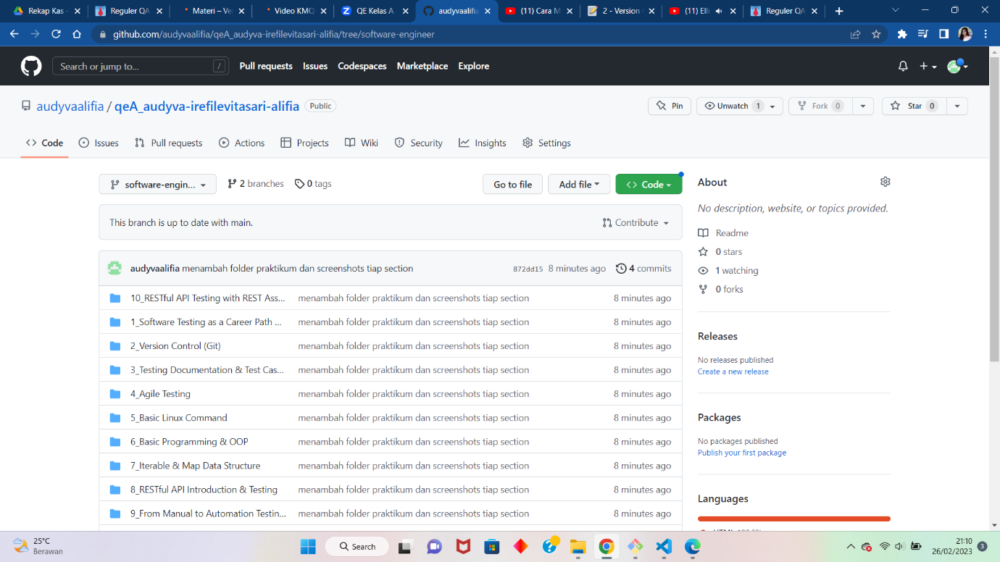 Rekap Kas -
Reguler QA
Materi – Ve
Video KMO
QE Kelas A
audyvaalifia
(11) Cara M
2 - Version
(11) Elli
Reguler QA
github.com/audyvaalifia/qeA_audyva-irefilevitasari-alifia/tree/software-engineer
Search or jump to...
/
Pull requests
Issues
Codespaces
Marketplace
Explore
audyvaalifia / qeA_audyva-irefilevitasari-alifia
Public
Pin
Unwatch 1
Fork 0
Star 0
Code
Issues
Pull requests
Actions
Projects
Wiki
Security
Insights
Settings
software-engin...
2 branches
0 tags
Go to file
Add file
Code
This branch is up to date with main.
Contribute
audyvaalifia menambah folder praktikum dan screenshots tiap section
872dd15 8 minutes ago
4 commits
10_RESTful API Testing with REST Ass... menambah folder praktikum dan screenshots tiap section 8 minutes ago
1_Software Testing as a Career Path ... menambah folder praktikum dan screenshots tiap section 8 minutes ago
2_Version Control (Git) menambah folder praktikum dan screenshots tiap section 8 minutes ago
3_Testing Documentation & Test Cas... menambah folder praktikum dan screenshots tiap section 8 minutes ago
4_Agile Testing menambah folder praktikum dan screenshots tiap section 8 minutes ago
5_Basic Linux Command menambah folder praktikum dan screenshots tiap section 8 minutes ago
6_Basic Programming & OOP menambah folder praktikum dan screenshots tiap section 8 minutes ago
7_Iterable & Map Data Structure menambah folder praktikum dan screenshots tiap section 8 minutes ago
8_RESTful API Introduction & Testing menambah folder praktikum dan screenshots tiap section 8 minutes ago
9_From Manual to Automation Testin... menambah folder praktikum dan screenshots tiap section 8 minutes ago
About
No description, website, or topics provided.
Readme
0 stars
1 watching
0 forks
Releases
No releases published
Create a new release
Packages
No packages published
Publish your first package
Languages
25°C
Berawan
Search
21:10
26/02/2023
3